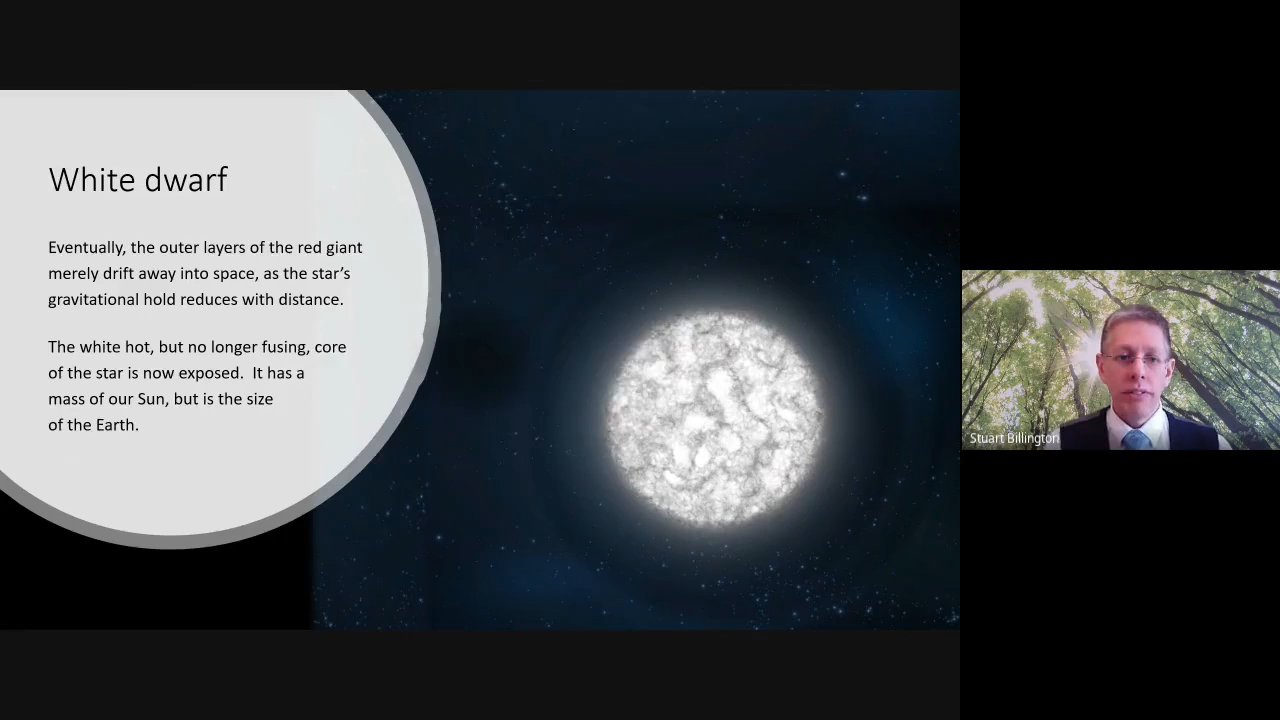 White dwarf
Eventually, the outer layers of the red giant
merely drift away into space, as the star’s
gravitational hold reduces with distance.
The white hot, but no longer fusing, core
of the star is now exposed.  It has a
mass of our Sun, but is the size
of the Earth.
Stuart Billington